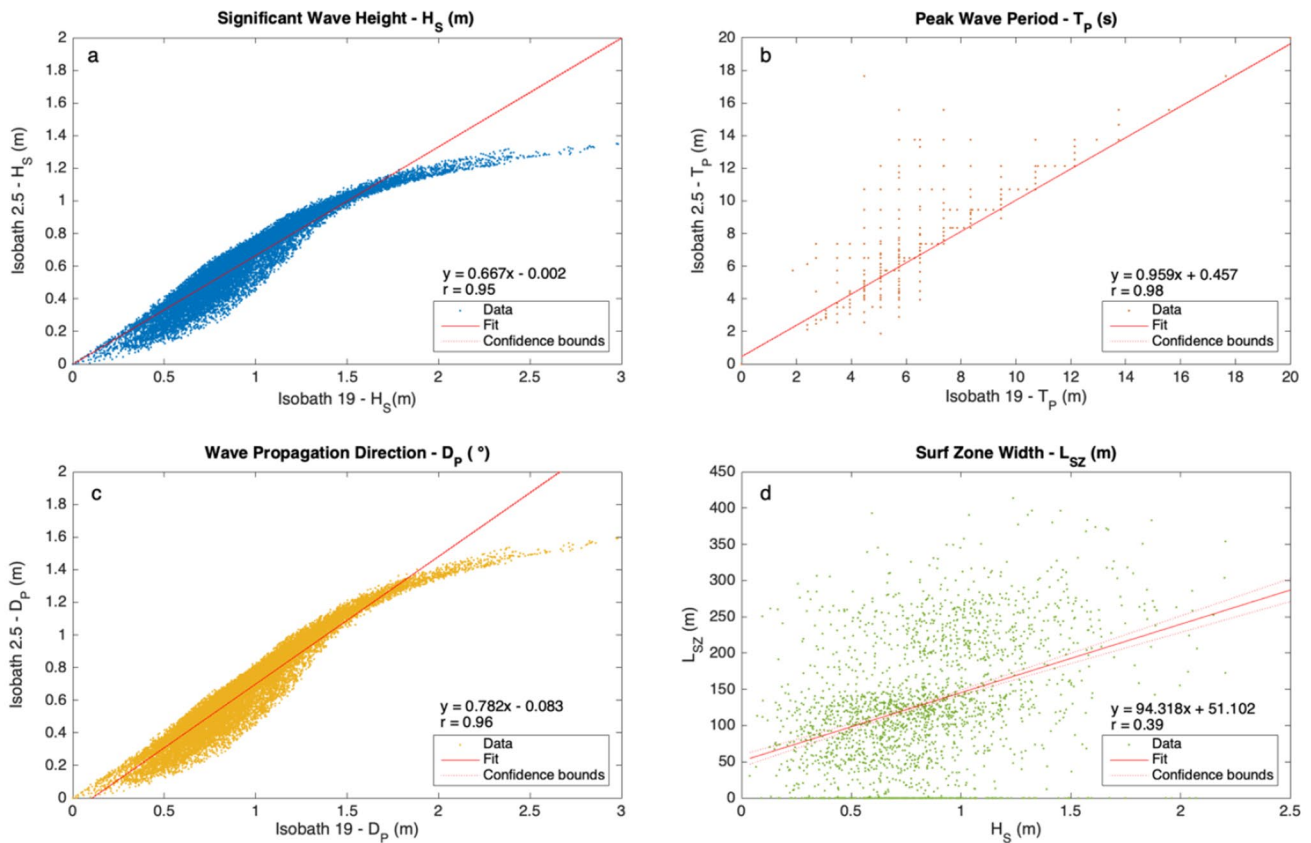 Significant Wave Height - H_S (m)
a
2
1.8
1.6
1.4
1.2
1
0.8
0.6
0.4
0.2
0
Isobath 2.5 - H_S (m)
y = 0.667x - 0.002
r = 0.95
Data
Fit
Confidence bounds
0 0.5 1 1.5 2 2.5 3
Isobath 19 - H_S(m)
Peak Wave Period - T_P (s)
b
20
18
16
14
12
10
8
6
4
2
0
Isobath 2.5 - T_P (m)
y = 0.959x + 0.457
r = 0.98
Data
Fit
Confidence bounds
0 2 4 6 8 10 12 14 16 18 20
Isobath 19 - T_P (m)
Wave Propagation Direction - D_P ( °)
c
2
1.8
1.6
1.4
1.2
1
0.8
0.6
0.4
0.2
0
Isobath 2.5 - D_P (m)
y = 0.782x - 0.083
r = 0.96
Data
Fit
Confidence bounds
0 0.5 1 1.5 2 2.5 3
Isobath 19 - D_P (m)
Surf Zone Width - L_SZ (m)
d
450
400
350
300
250
200
150
100
50
0
L_SZ (m)
y = 94.318x + 51.102
r = 0.39
Data
Fit
Confidence bounds
0 0.5 1 1.5 2 2.5
H_S (m)